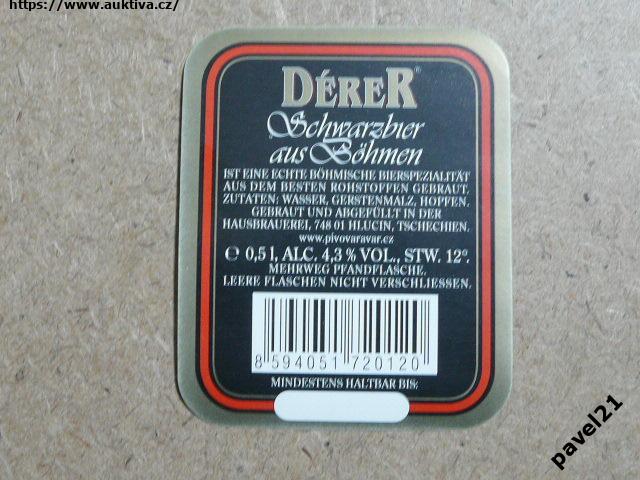 https://www.auktiva.cz/
DÉRER®
Schwarzbier
aus Böhmen
IST EINE ECHTE BÖHMISCHE BIERSPEZIALITÄT
AUS DEM BESTEN ROHSTOFFEN GEBRAUT.
ZUTATEN: WASSER, GERSTENMALZ, HOPFEN.
GEBRAUT UND ABGEFÜLLT IN DER
HAUSBRAUEREI, 748 01 HLUCIN, TSCHECHIEN.
www.pivovaravar.cz
℮ 0,5 l, ALC. 4,3 % VOL., STW. 12°.
MEHRWEG PFANDFLASCHE.
LEERE FLASCHEN NICHT VERSCHLIESSEN.
8 594051 720120
MINDESTENS HALTBAR BIS:
pavel21